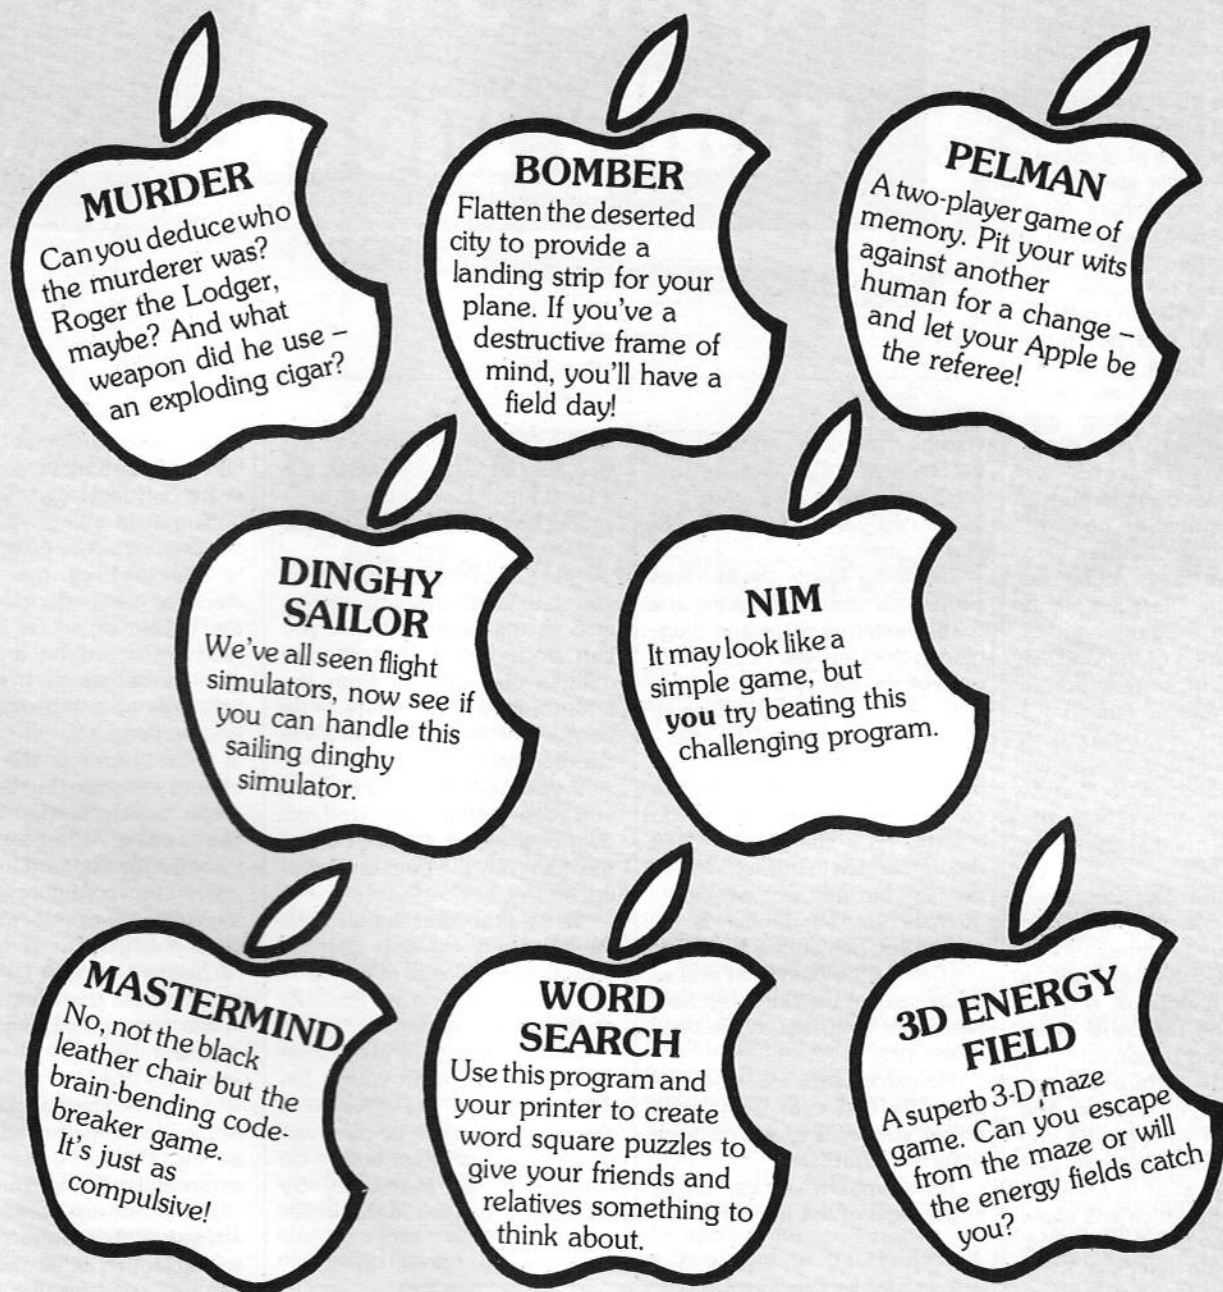 MURDER
Can you deduce who
the murderer was?
Roger the Lodger,
maybe? And what
weapon did he use –
an exploding cigar?
BOMBER
Flatten the deserted
city to provide a
landing strip for your
plane. If you've a
destructive frame of
mind, you'll have a
field day!
PELMAN
A two-player game of
memory. Pit your wits
against another
human for a change –
and let your Apple be
the referee!
DINGHY
SAILOR
We've all seen flight
simulators, now see if
you can handle this
sailing dinghy
simulator.
NIM
It may look like a
simple game, but
you try beating this
challenging program.
MASTERMIND
No, not the black
leather chair but the
brain-bending code-
breaker game.
It's just as
compulsive!
WORD
SEARCH
Use this program and
your printer to create
word square puzzles to
give your friends and
relatives something to
think about.
3D ENERGY
FIELD
A superb 3-D maze
game. Can you escape
from the maze or will
the energy fields catch
you?